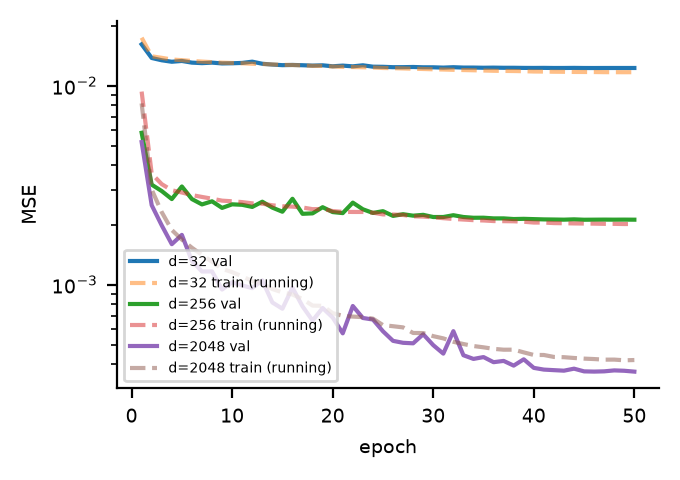 MSE
10⁻²
10⁻³
d=32 val
d=32 train (running)
d=256 val
d=256 train (running)
d=2048 val
d=2048 train (running)
0 10 20 30 40 50
epoch